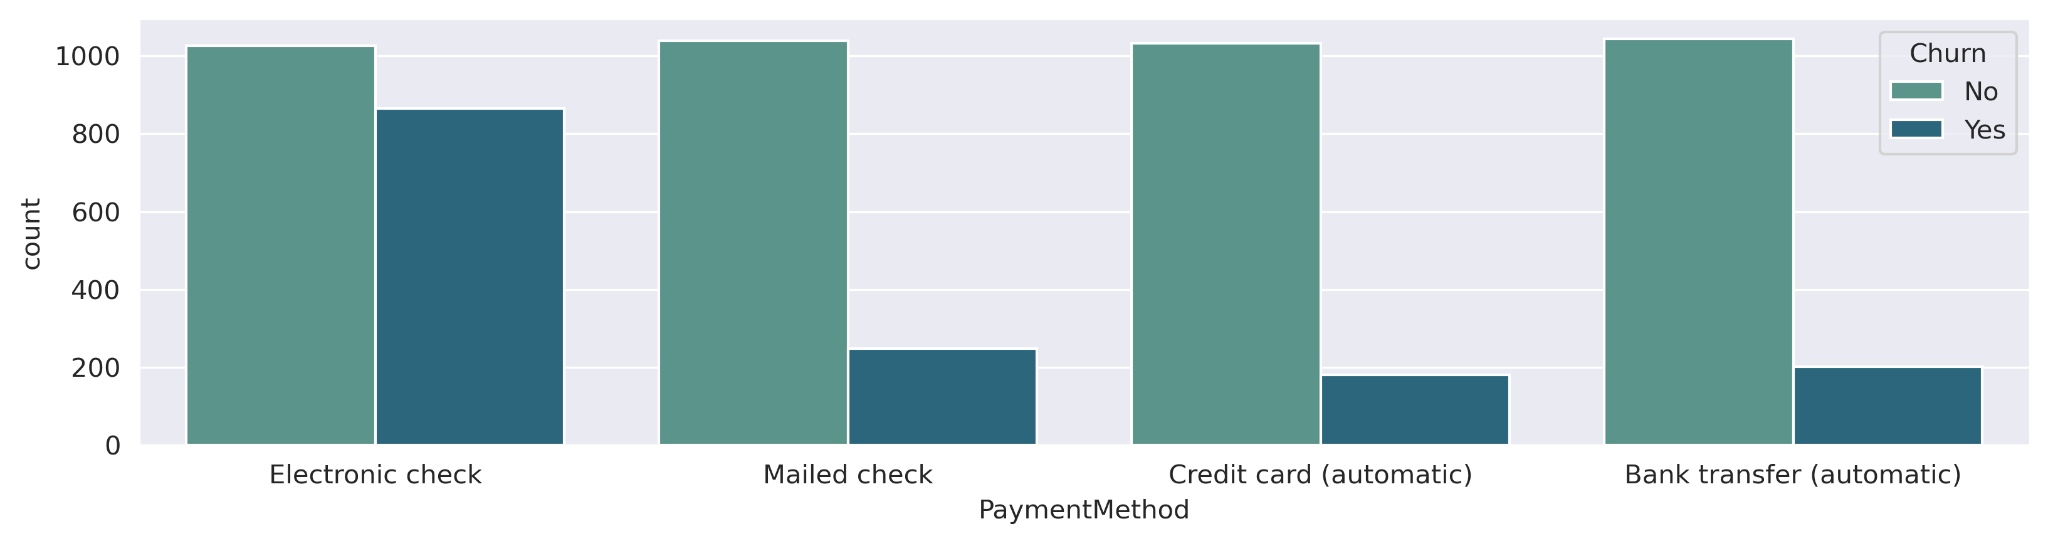 1000
800
600
400
200
0
count
Electronic check
Mailed check
Credit card (automatic)
Bank transfer (automatic)
PaymentMethod
Churn
No
Yes